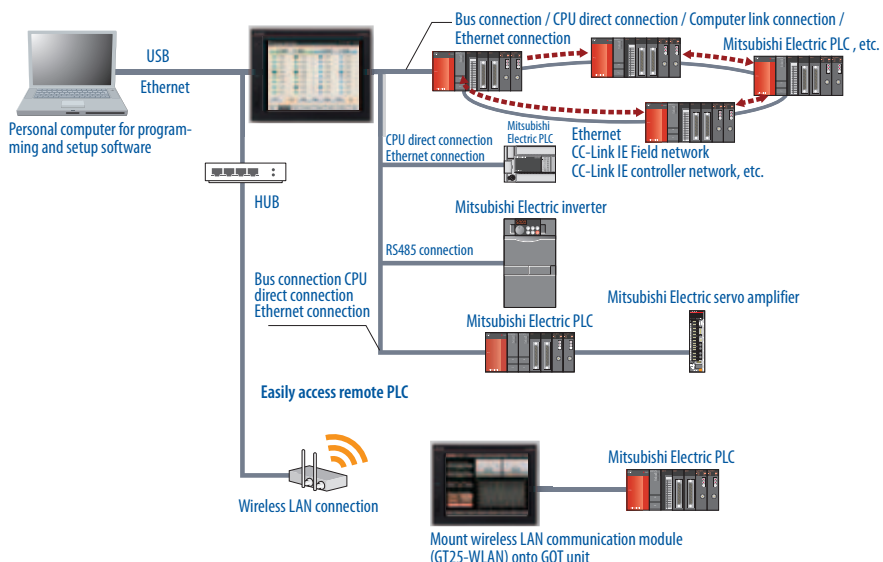 Bus connection / CPU direct connection / Computer link connection /
Ethernet connection
Mitsubishi Electric PLC , etc.
USB
Ethernet
Personal computer for program-
ming and setup software
Mitsubishi
Electric PLC
CPU direct connection
Ethernet connection
Ethernet
CC-Link IE Field network
CC-Link IE controller network, etc.
HUB
Mitsubishi Electric inverter
RS485 connection
Bus connection CPU
direct connection
Ethernet connection
Mitsubishi Electric servo amplifier
Mitsubishi Electric PLC
Easily access remote PLC
Mitsubishi Electric PLC
Wireless LAN connection
Mount wireless LAN communication module
(GT25-WLAN) onto GOT unit